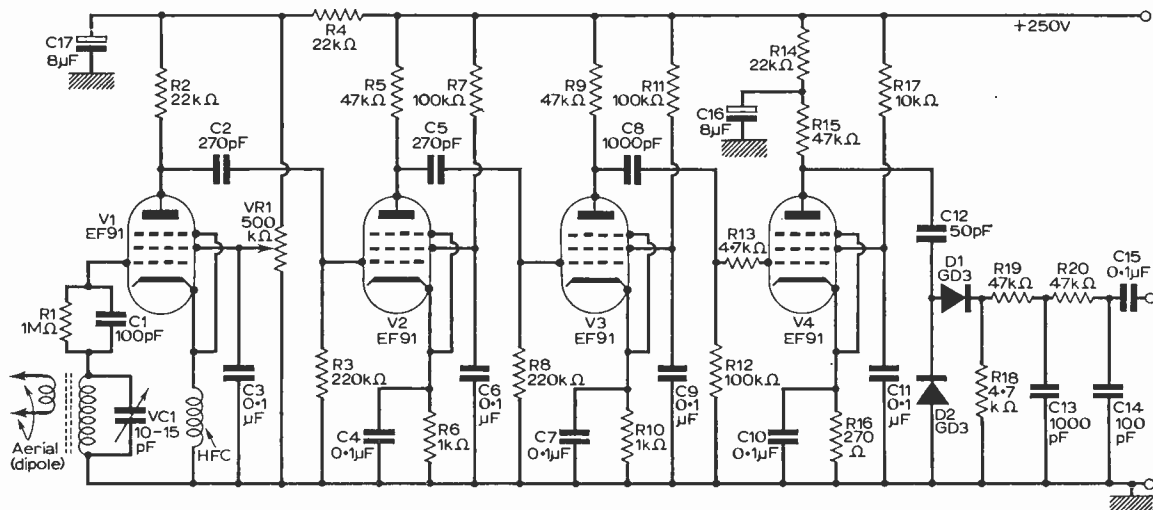 C17
8μF
R4
22kΩ
R2
22kΩ
C2
270pF
V1
EF91
VR1
500
kΩ
R1
1MΩ
C1
100pF
VC1
10-15
pF
Aerial
(dipole)
HFC
C3
0·1
μF
R3
220kΩ
R5
47kΩ
R7
100kΩ
C5
270pF
V2
EF91
C4
0·1μF
R6
1kΩ
C6
0·1
μF
R8
220kΩ
R9
47kΩ
R11
100kΩ
C8
1000pF
V3
EF91
C7
0·1μF
R10
1kΩ
C9
0·1
μF
R12
100kΩ
R13
4·7kΩ
R14
22kΩ
C16
8μF
R15
47kΩ
R17
10kΩ
+250V
V4
EF91
C10
0·1μF
R16
270
Ω
C11
0·1
μF
C12
50pF
D1
GD3
D2
GD3
R19
47kΩ
R20
47kΩ
C15
0·1μF
R18
4·7
kΩ
C13
1000
pF
C14
100
pF